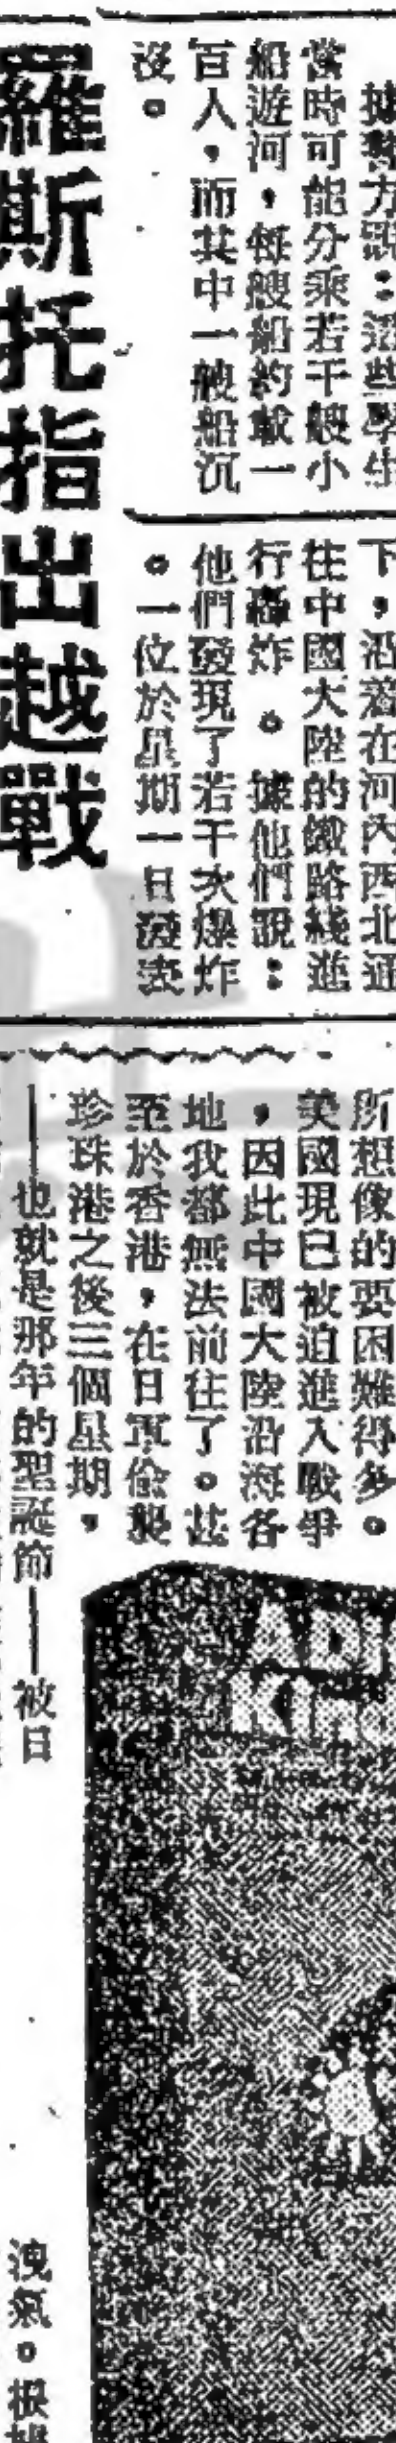 據警方說：這些學生
當時可能分乘若干艘小
船遊河，每艘船約載一
百人，而其中一艘船沉
沒。
羅斯托指出越戰
下，沿着在河內西北通
往中國大陸的鐵路綫進
行轟炸。據他們說：
他們發現了若干次爆炸
。一位於星期一日發表
所想像的要困難得多。
美國現已被迫進入戰爭
，因此中國大陸沿海各
地我都無法前往了。甚
至於香港，在日軍偷襲
珍珠港之後三個星期，
——也就是那年的聖誕節——被日
ADI
KING
洩氣。根據